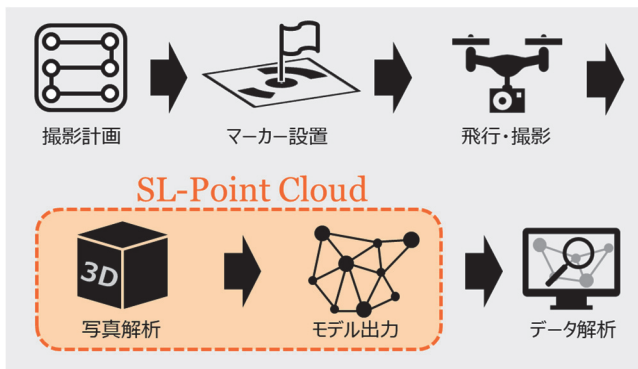 撮影計画
マーカー設置
飛行・撮影
SL-Point Cloud
3D
写真解析
モデル出力
データ解析